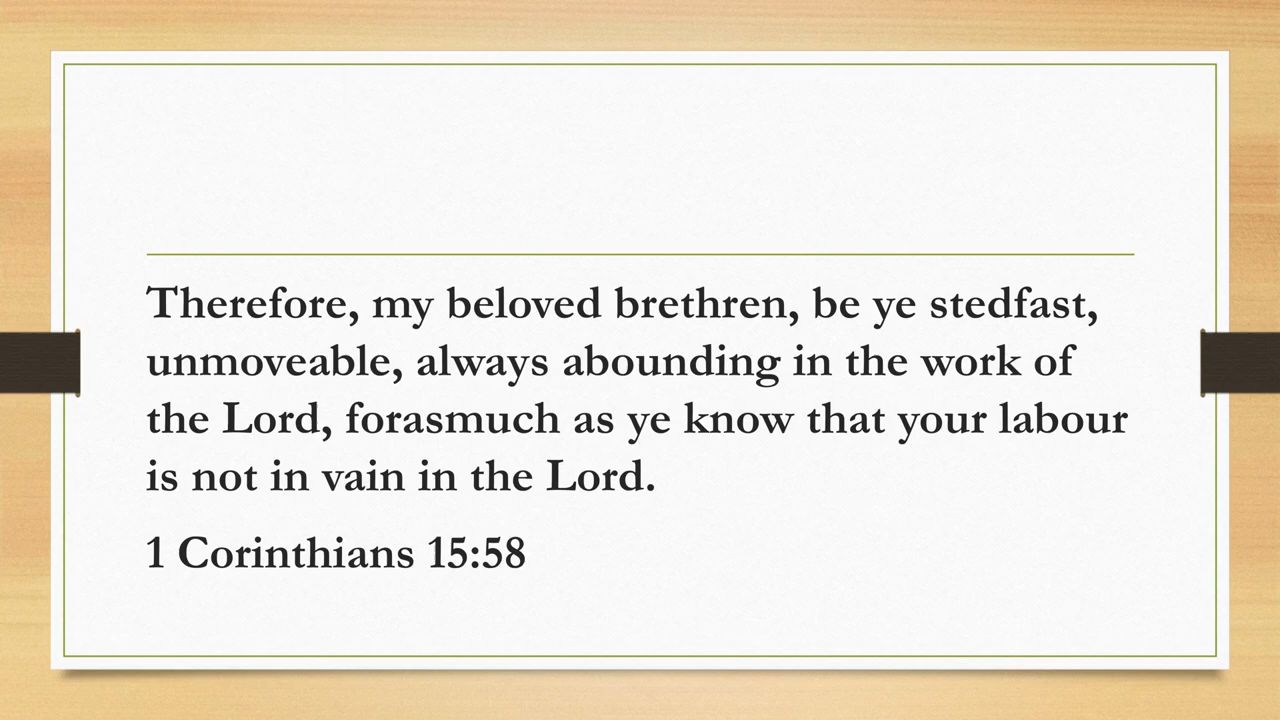 Therefore, my beloved brethren, be ye stedfast,
unmoveable, always abounding in the work of
the Lord, forasmuch as ye know that your labour
is not in vain in the Lord.
1 Corinthians 15:58